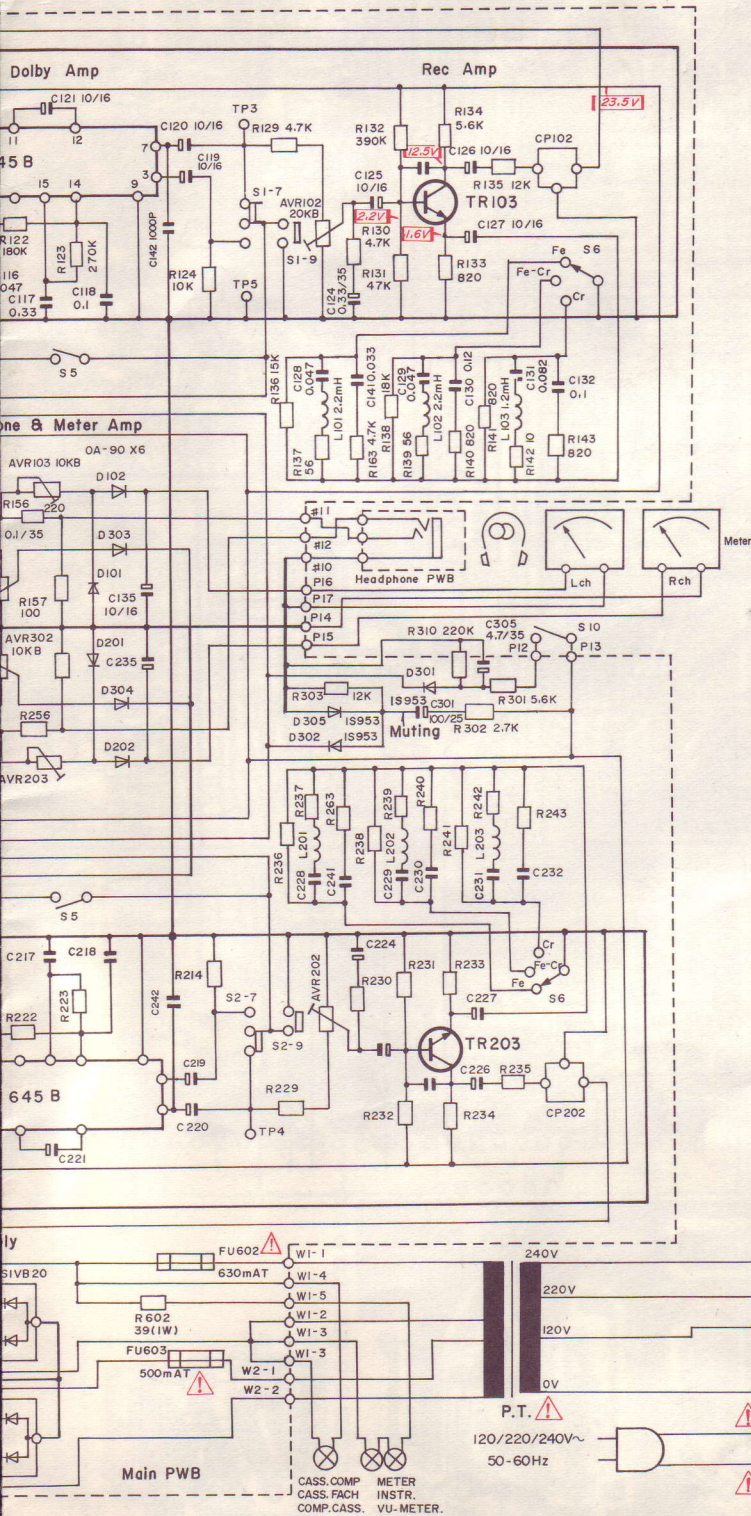 Dolby Amp
Rec Amp
C121 10/16
TP3
23.5V
11
12
C120 10/16
R129 4.7K
R132
390K
R134
5.6K
45 B
7
3
C119
10/16
12.5V
C126 10/16
CP102
15
14
9
S1-7
AVR102
20KB
C125
10/16
R135 12K
TR103
2.2V
C127 10/16
R122
180K
R123
270K
C142 1000P
R130
4.7K
1.6V
S1-9
Fe
S6
116
047
C117
0.33
C118
0.1
R124
10K
TP5
C124
0.33/35
R131
47K
R133
820
Fe-Cr
Cr
S5
R136 15K
C128
0.047
L101 2.2mH
R137
56
C141 0.033
R163 4.7K
R138
18K
C129
0.047
L102 2.2mH
R139 56
C130 0.12
R140 820
R141
820
C131
0.082
L103 1.2mH
R142 10
C132
0.1
R143
820
one & Meter Amp
OA-90 X6
AVR103 10KB
D102
R156
220
0.1/35
D303
#11
#12
#10
Headphone PWB
Meter
Lch
Rch
D101
R157
100
C135
10/16
P16
P17
P14
P15
AVR302
10KB
D201
C235
R310 220K
C305
4.7/35
S10
P12
P13
D301
D304
R303
12K
R301 5.6K
R256
D305
1S953
1S953
C301
100/25
D302
1S953
Muting
R302 2.7K
D202
AVR203
R236
R237
L201
C228
R263
C241
R238
R239
L202
C229
R240
C230
R241
R242
L203
C231
R243
C232
S5
C217
C218
R214
C224
Cr
Fe-Cr
Fe
S6
R223
C242
S2-7
AVR202
R230
R231
R233
C227
R222
S2-9
TR203
C219
645 B
R229
C226
R235
C220
R232
R234
CP202
TP4
C221
ly
FU602
630mAT
W1-1
240V
S1VB20
W1-4
W1-5
220V
R602
39(1W)
W1-2
W1-3
120V
FU603
500mAT
W1-3
W2-1
W2-2
0V
P.T.
120/220/240V~
50-60Hz
Main PWB
CASS.COMP
CASS. FACH
COMP.CASS.
METER
INSTR.
VU-METER.